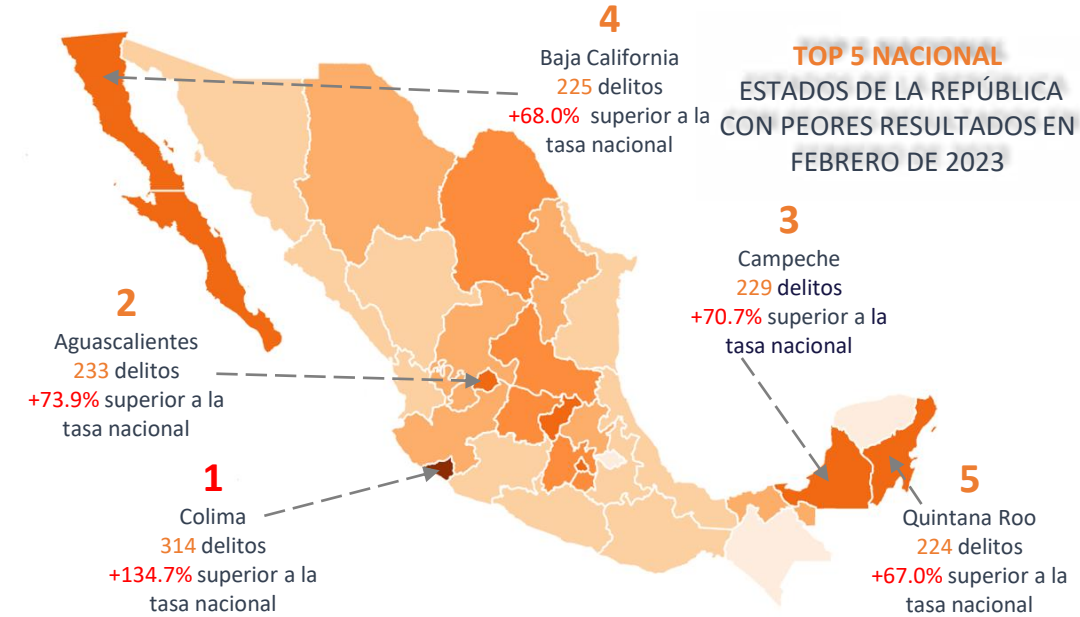 TOP 5 NACIONAL
ESTADOS DE LA REPÚBLICA
CON PEORES RESULTADOS EN
FEBRERO DE 2023
4
Baja California
225 delitos
+68.0% superior a la
tasa nacional
3
Campeche
229 delitos
+70.7% superior a la
tasa nacional
2
Aguascalientes
233 delitos
+73.9% superior a la
tasa nacional
1
Colima
314 delitos
+134.7% superior a la
tasa nacional
5
Quintana Roo
224 delitos
+67.0% superior a la
tasa nacional